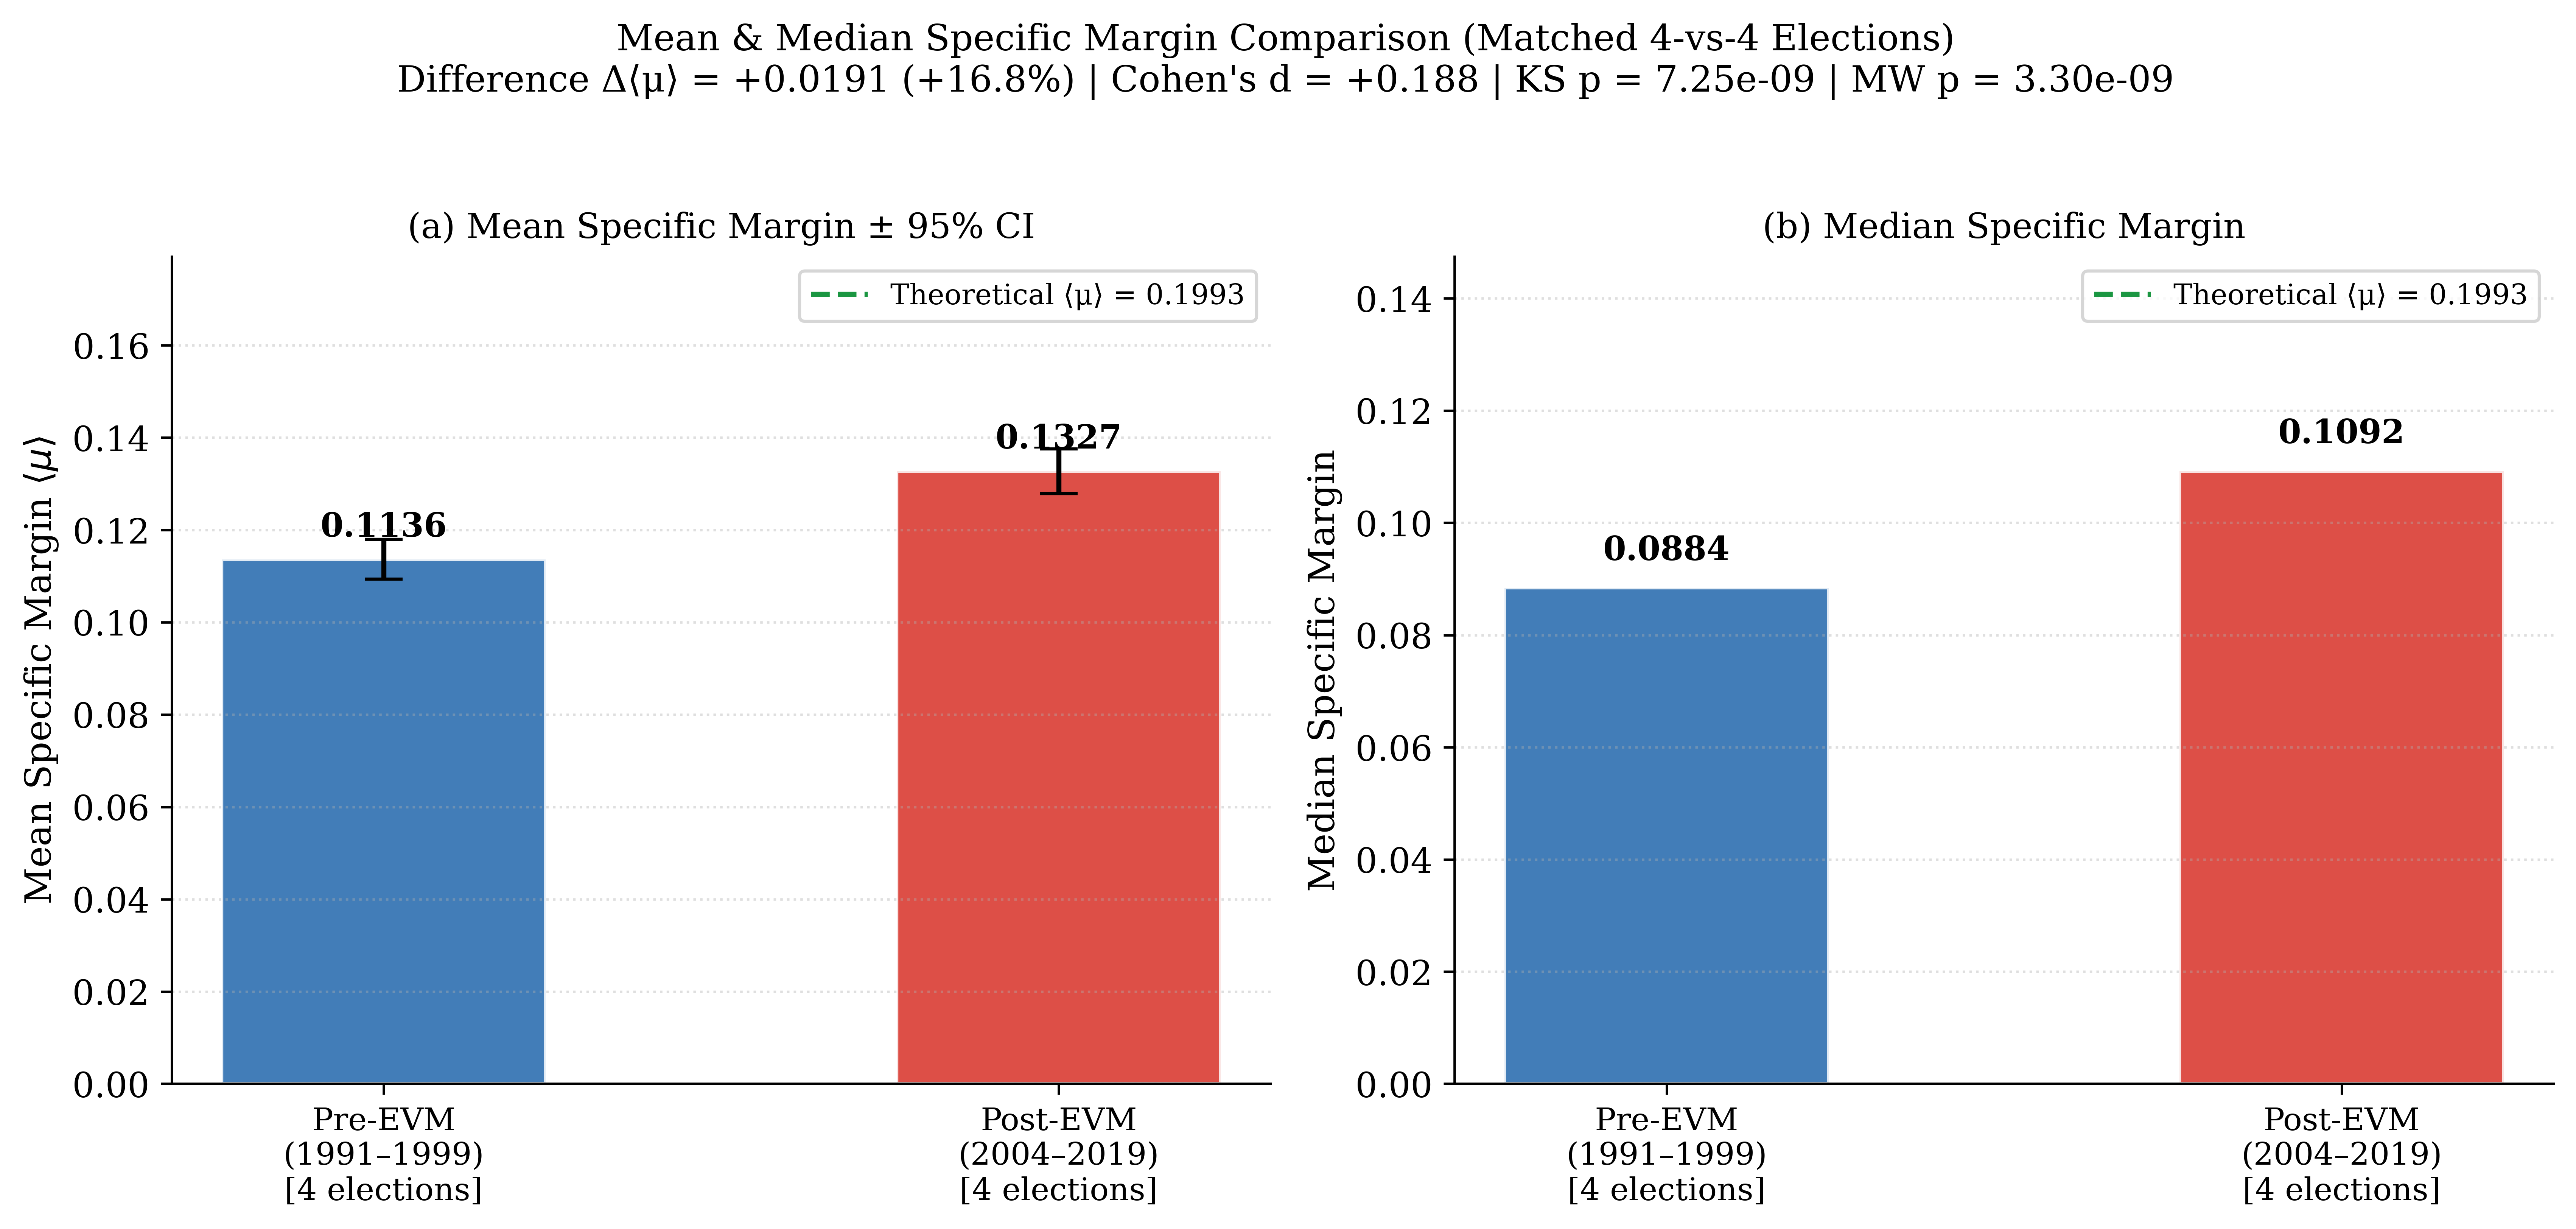 Mean & Median Specific Margin Comparison (Matched 4-vs-4 Elections)
Difference Δ⟨μ⟩ = +0.0191 (+16.8%) | Cohen's d = +0.188 | KS p = 7.25e-09 | MW p = 3.30e-09
(a) Mean Specific Margin ± 95% CI
Theoretical ⟨μ⟩ = 0.1993
Mean Specific Margin ⟨μ⟩
0.16
0.14
0.12
0.10
0.08
0.06
0.04
0.02
0.00
0.1136
0.1327
Pre-EVM
(1991–1999)
[4 elections]
Post-EVM
(2004–2019)
[4 elections]
(b) Median Specific Margin
Theoretical ⟨μ⟩ = 0.1993
Median Specific Margin
0.14
0.12
0.10
0.08
0.06
0.04
0.02
0.00
0.0884
0.1092
Pre-EVM
(1991–1999)
[4 elections]
Post-EVM
(2004–2019)
[4 elections]